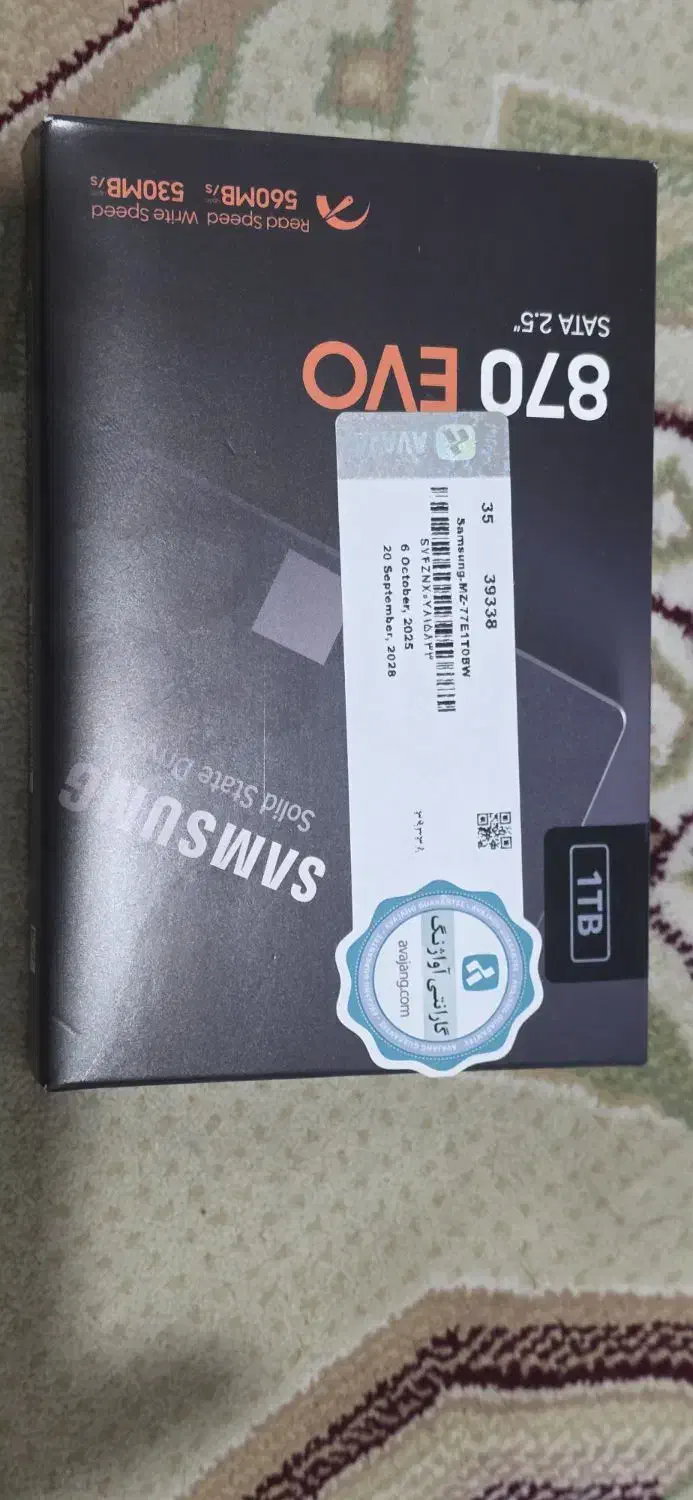 SAMSUNG
Solid State Drive
870 EVO
SATA 2.5"
Read Speed Write Speed
560MB/s 530MB/s
1TB
35 39338
Samsung-MZ-77E1T0BW
S۷FZNX۰Y۸۱۵۸۳۳
6 October, 2025
20 September, 2028
گارانتی آواژنگ
avajang.com